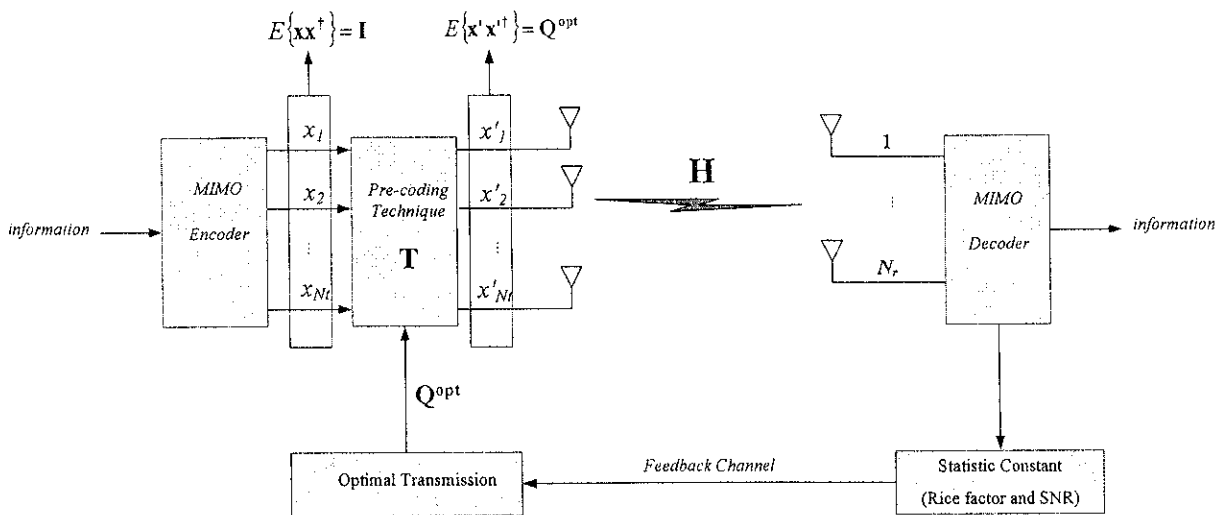 E{xx†} = I
E{x'x'†} = Q^opt
x1
x'1
1
H
MIMO
Encoder
x2
Pre-coding
Technique
x'2
⋮
MIMO
Decoder
information
information
⋮
T
⋮
Nr
xNt
x'Nt
Q^opt
Optimal Transmission
Feedback Channel
Statistic Constant
(Rice factor and SNR)